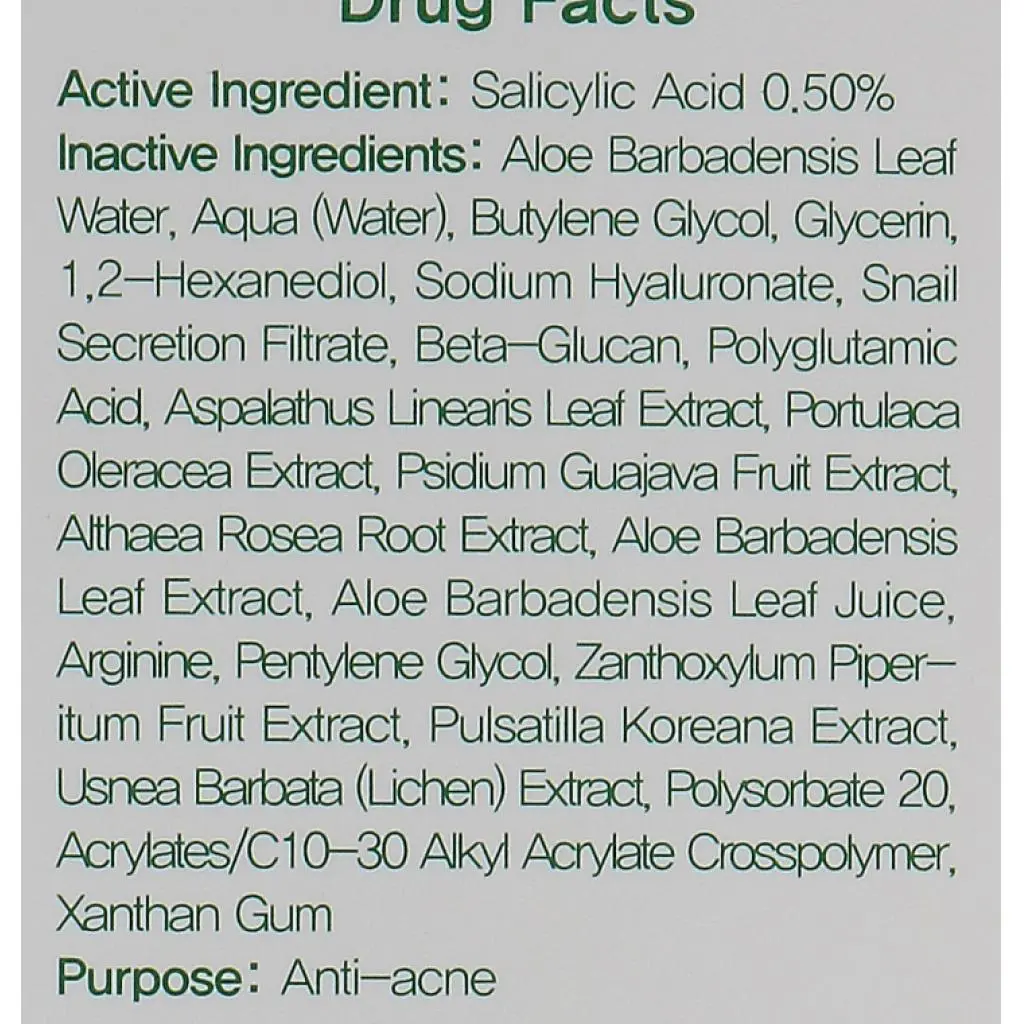 Drug Facts
Active Ingredient: Salicylic Acid 0.50%
Inactive Ingredients: Aloe Barbadensis Leaf
Water, Aqua (Water), Butylene Glycol, Glycerin,
1,2-Hexanediol, Sodium Hyaluronate, Snail
Secretion Filtrate, Beta-Glucan, Polyglutamic
Acid, Aspalathus Linearis Leaf Extract, Portulaca
Oleracea Extract, Psidium Guajava Fruit Extract,
Althaea Rosea Root Extract, Aloe Barbadensis
Leaf Extract, Aloe Barbadensis Leaf Juice,
Arginine, Pentylene Glycol, Zanthoxylum Piper-
itum Fruit Extract, Pulsatilla Koreana Extract,
Usnea Barbata (Lichen) Extract, Polysorbate 20,
Acrylates/C10-30 Alkyl Acrylate Crosspolymer,
Xanthan Gum
Purpose: Anti-acne